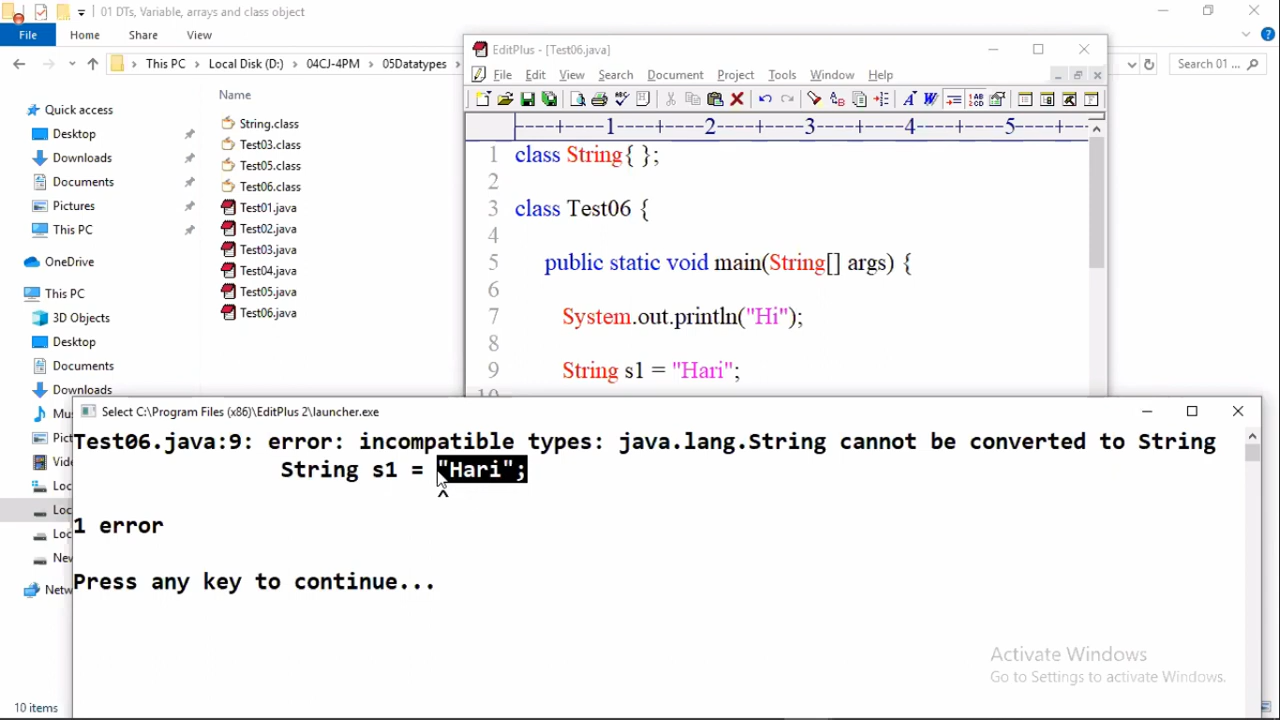 01 DTs, Variable, arrays and class object
File Home Share View
This PC Local Disk (D:) 04CJ-4PM 05Datatypes
Search 01 ...
Quick access
Desktop
Downloads
Documents
Pictures
This PC
OneDrive
This PC
3D Objects
Desktop
Documents
Downloads
Name
String.class
Test03.class
Test05.class
Test06.class
Test01.java
Test02.java
Test03.java
Test04.java
Test05.java
Test06.java
10 items
EditPlus - [Test06.java]
File Edit View Search Document Project Tools Window Help
----+----1----+----2----+----3----+----4----+----5----+-
1 class String{ };
2
3 class Test06 {
4
5 public static void main(String[] args) {
6
7 System.out.println("Hi");
8
9 String s1 = "Hari";
10
Select C:\Program Files (x86)\EditPlus 2\launcher.exe
Test06.java:9: error: incompatible types: java.lang.String cannot be converted to String
String s1 = "Hari";
^
1 error
Press any key to continue...
Activate Windows
Go to Settings to activate Windows.